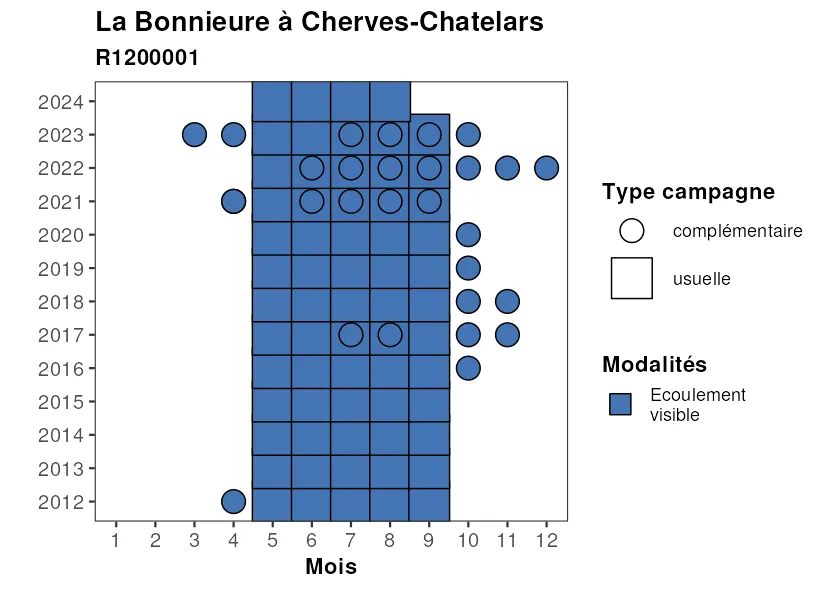 La Bonnieure à Cherves-Chatelars
R1200001
2024
2023
2022
2021
2020
2019
2018
2017
2016
2015
2014
2013
2012
1 2 3 4 5 6 7 8 9 10 11 12
Mois
Type campagne
complémentaire
usuelle
Modalités
Ecoulement
visible